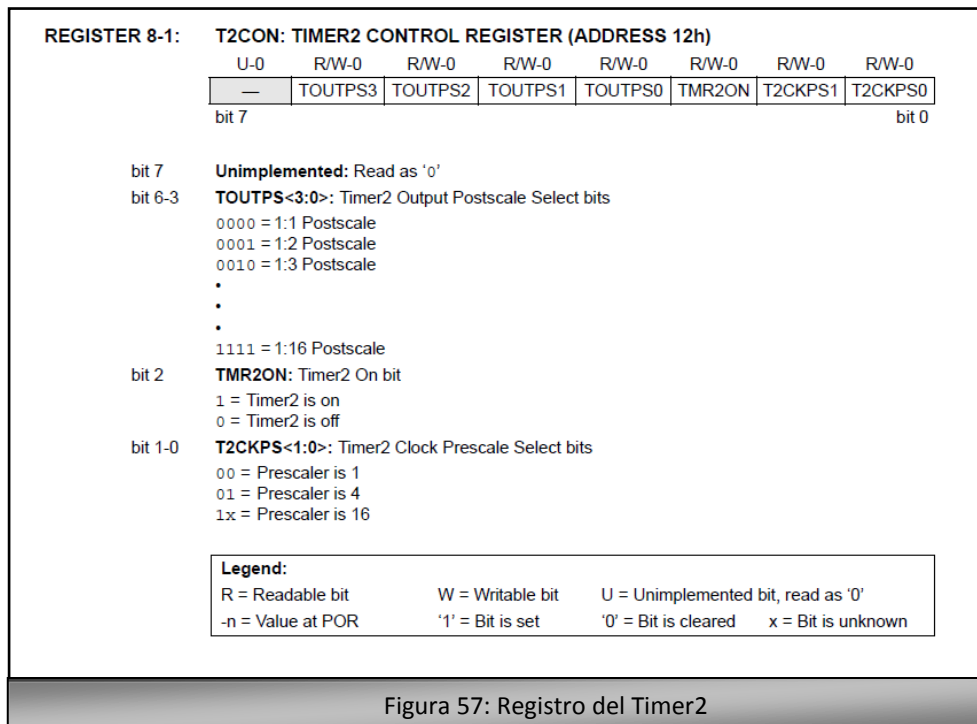 REGISTER 8-1: T2CON: TIMER2 CONTROL REGISTER (ADDRESS 12h)
U-0 R/W-0 R/W-0 R/W-0 R/W-0 R/W-0 R/W-0 R/W-0
— TOUTPS3 TOUTPS2 TOUTPS1 TOUTPS0 TMR2ON T2CKPS1 T2CKPS0
bit 7 bit 0
bit 7 Unimplemented: Read as ‘0’
bit 6-3 TOUTPS<3:0>: Timer2 Output Postscale Select bits
0000 = 1:1 Postscale
0001 = 1:2 Postscale
0010 = 1:3 Postscale
•
•
•
1111 = 1:16 Postscale
bit 2 TMR2ON: Timer2 On bit
1 = Timer2 is on
0 = Timer2 is off
bit 1-0 T2CKPS<1:0>: Timer2 Clock Prescale Select bits
00 = Prescaler is 1
01 = Prescaler is 4
1x = Prescaler is 16
Legend:
R = Readable bit W = Writable bit U = Unimplemented bit, read as ‘0’
-n = Value at POR ‘1’ = Bit is set ‘0’ = Bit is cleared x = Bit is unknown
Figura 57: Registro del Timer2